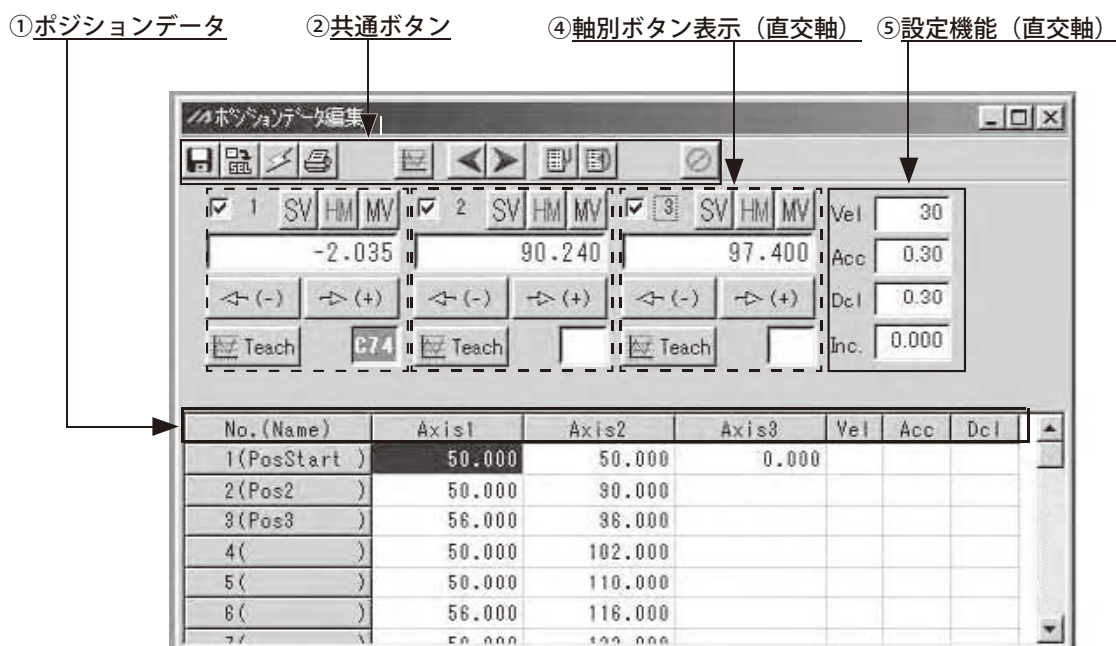 ①ポジションデータ ②共通ボタン ④軸別ボタン表示（直交軸） ⑤設定機能（直交軸）
ポジションデータ編集
SEL
1 SV HM MV 2 SV HM MV 3 SV HM MV Vel 30
-2.035 90.240 97.400 Acc 0.30
(-) (+) (-) (+) (-) (+) Dcl 0.30
Teach C74 Teach Teach Inc. 0.000
No.(Name) Axis1 Axis2 Axis3 Vel Acc Dcl
1(PosStart ) 50.000 50.000 0.000
2(Pos2 ) 50.000 90.000
3(Pos3 ) 56.000 96.000
4( ) 50.000 102.000
5( ) 50.000 110.000
6( ) 56.000 116.000
7( )